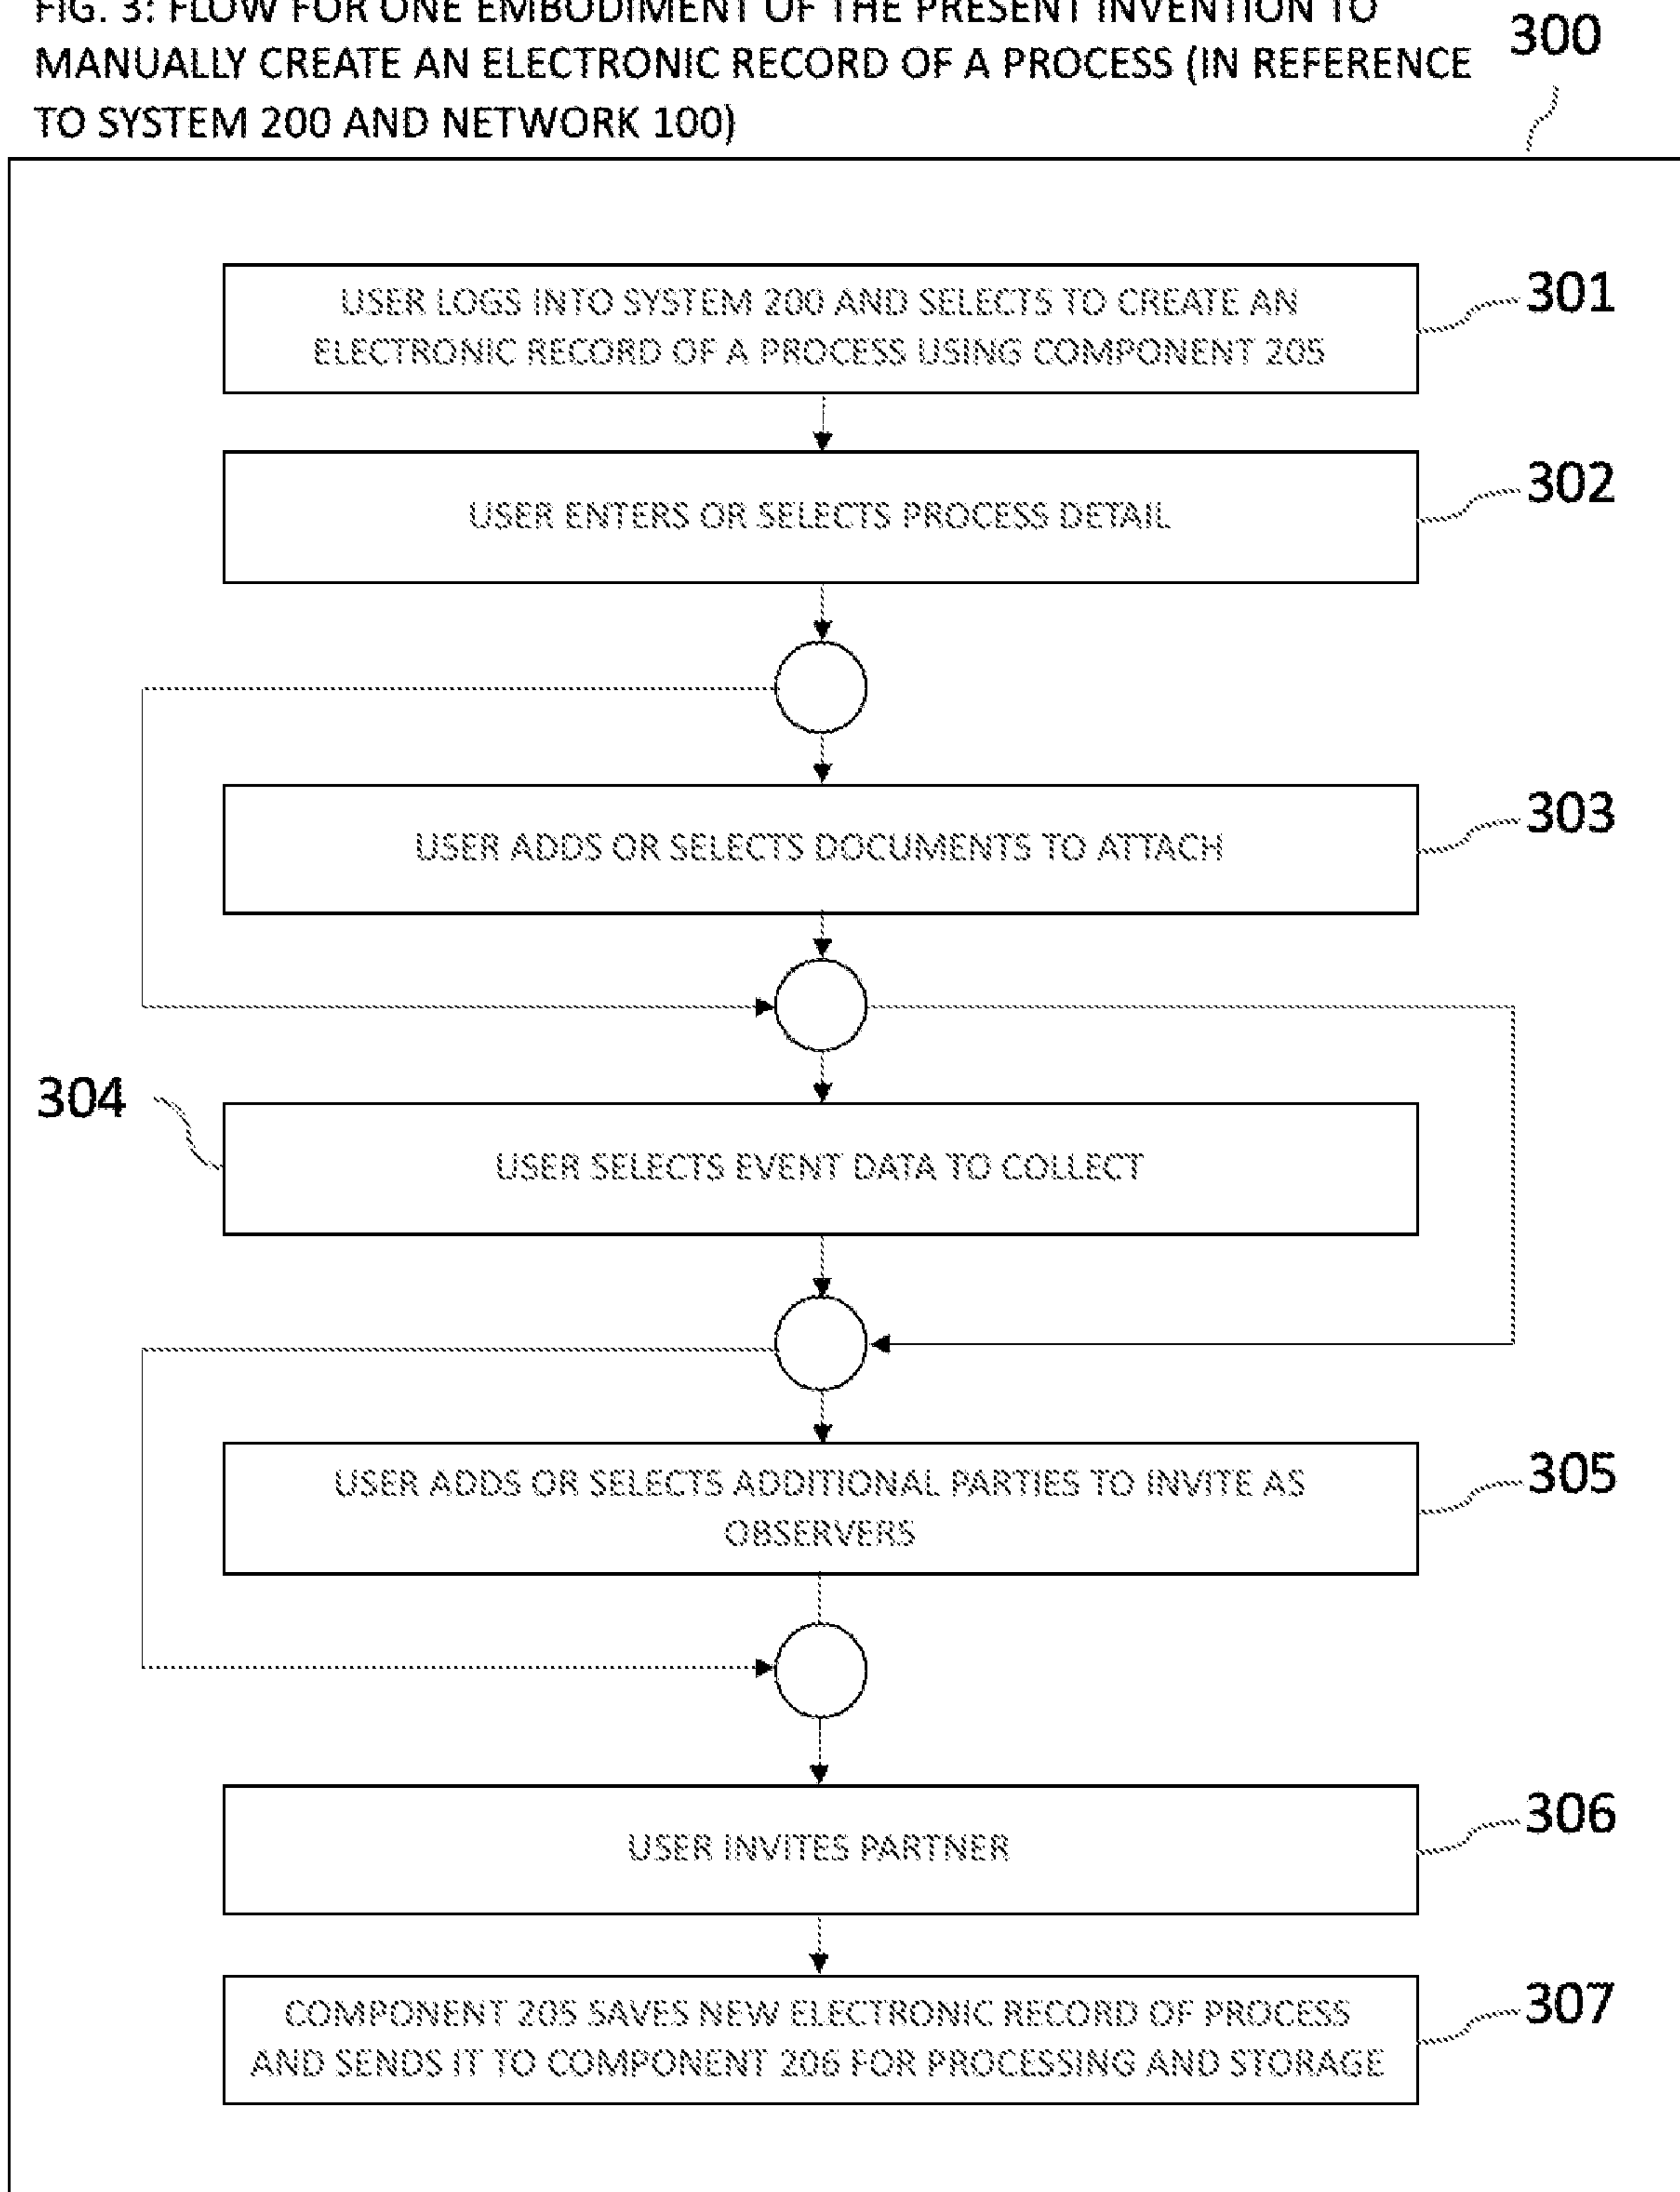 FIG. 3: FLOW FOR ONE EMBODIMENT OF THE PRESENT INVENTION TO
MANUALLY CREATE AN ELECTRONIC RECORD OF A PROCESS (IN REFERENCE
TO SYSTEM 200 AND NETWORK 100)
300
USER LOGS INTO SYSTEM 200 AND SELECTS TO CREATE AN
ELECTRONIC RECORD OF A PROCESS USING COMPONENT 205
301
USER ENTERS OR SELECTS PROCESS DETAIL
302
USER ADDS OR SELECTS DOCUMENTS TO ATTACH
303
304
USER SELECTS EVENT DATA TO COLLECT
USER ADDS OR SELECTS ADDITIONAL PARTIES TO INVITE AS
OBSERVERS
305
USER INVITES PARTNER
306
COMPONENT 205 SAVES NEW ELECTRONIC RECORD OF PROCESS
AND SENDS IT TO COMPONENT 206 FOR PROCESSING AND STORAGE
307